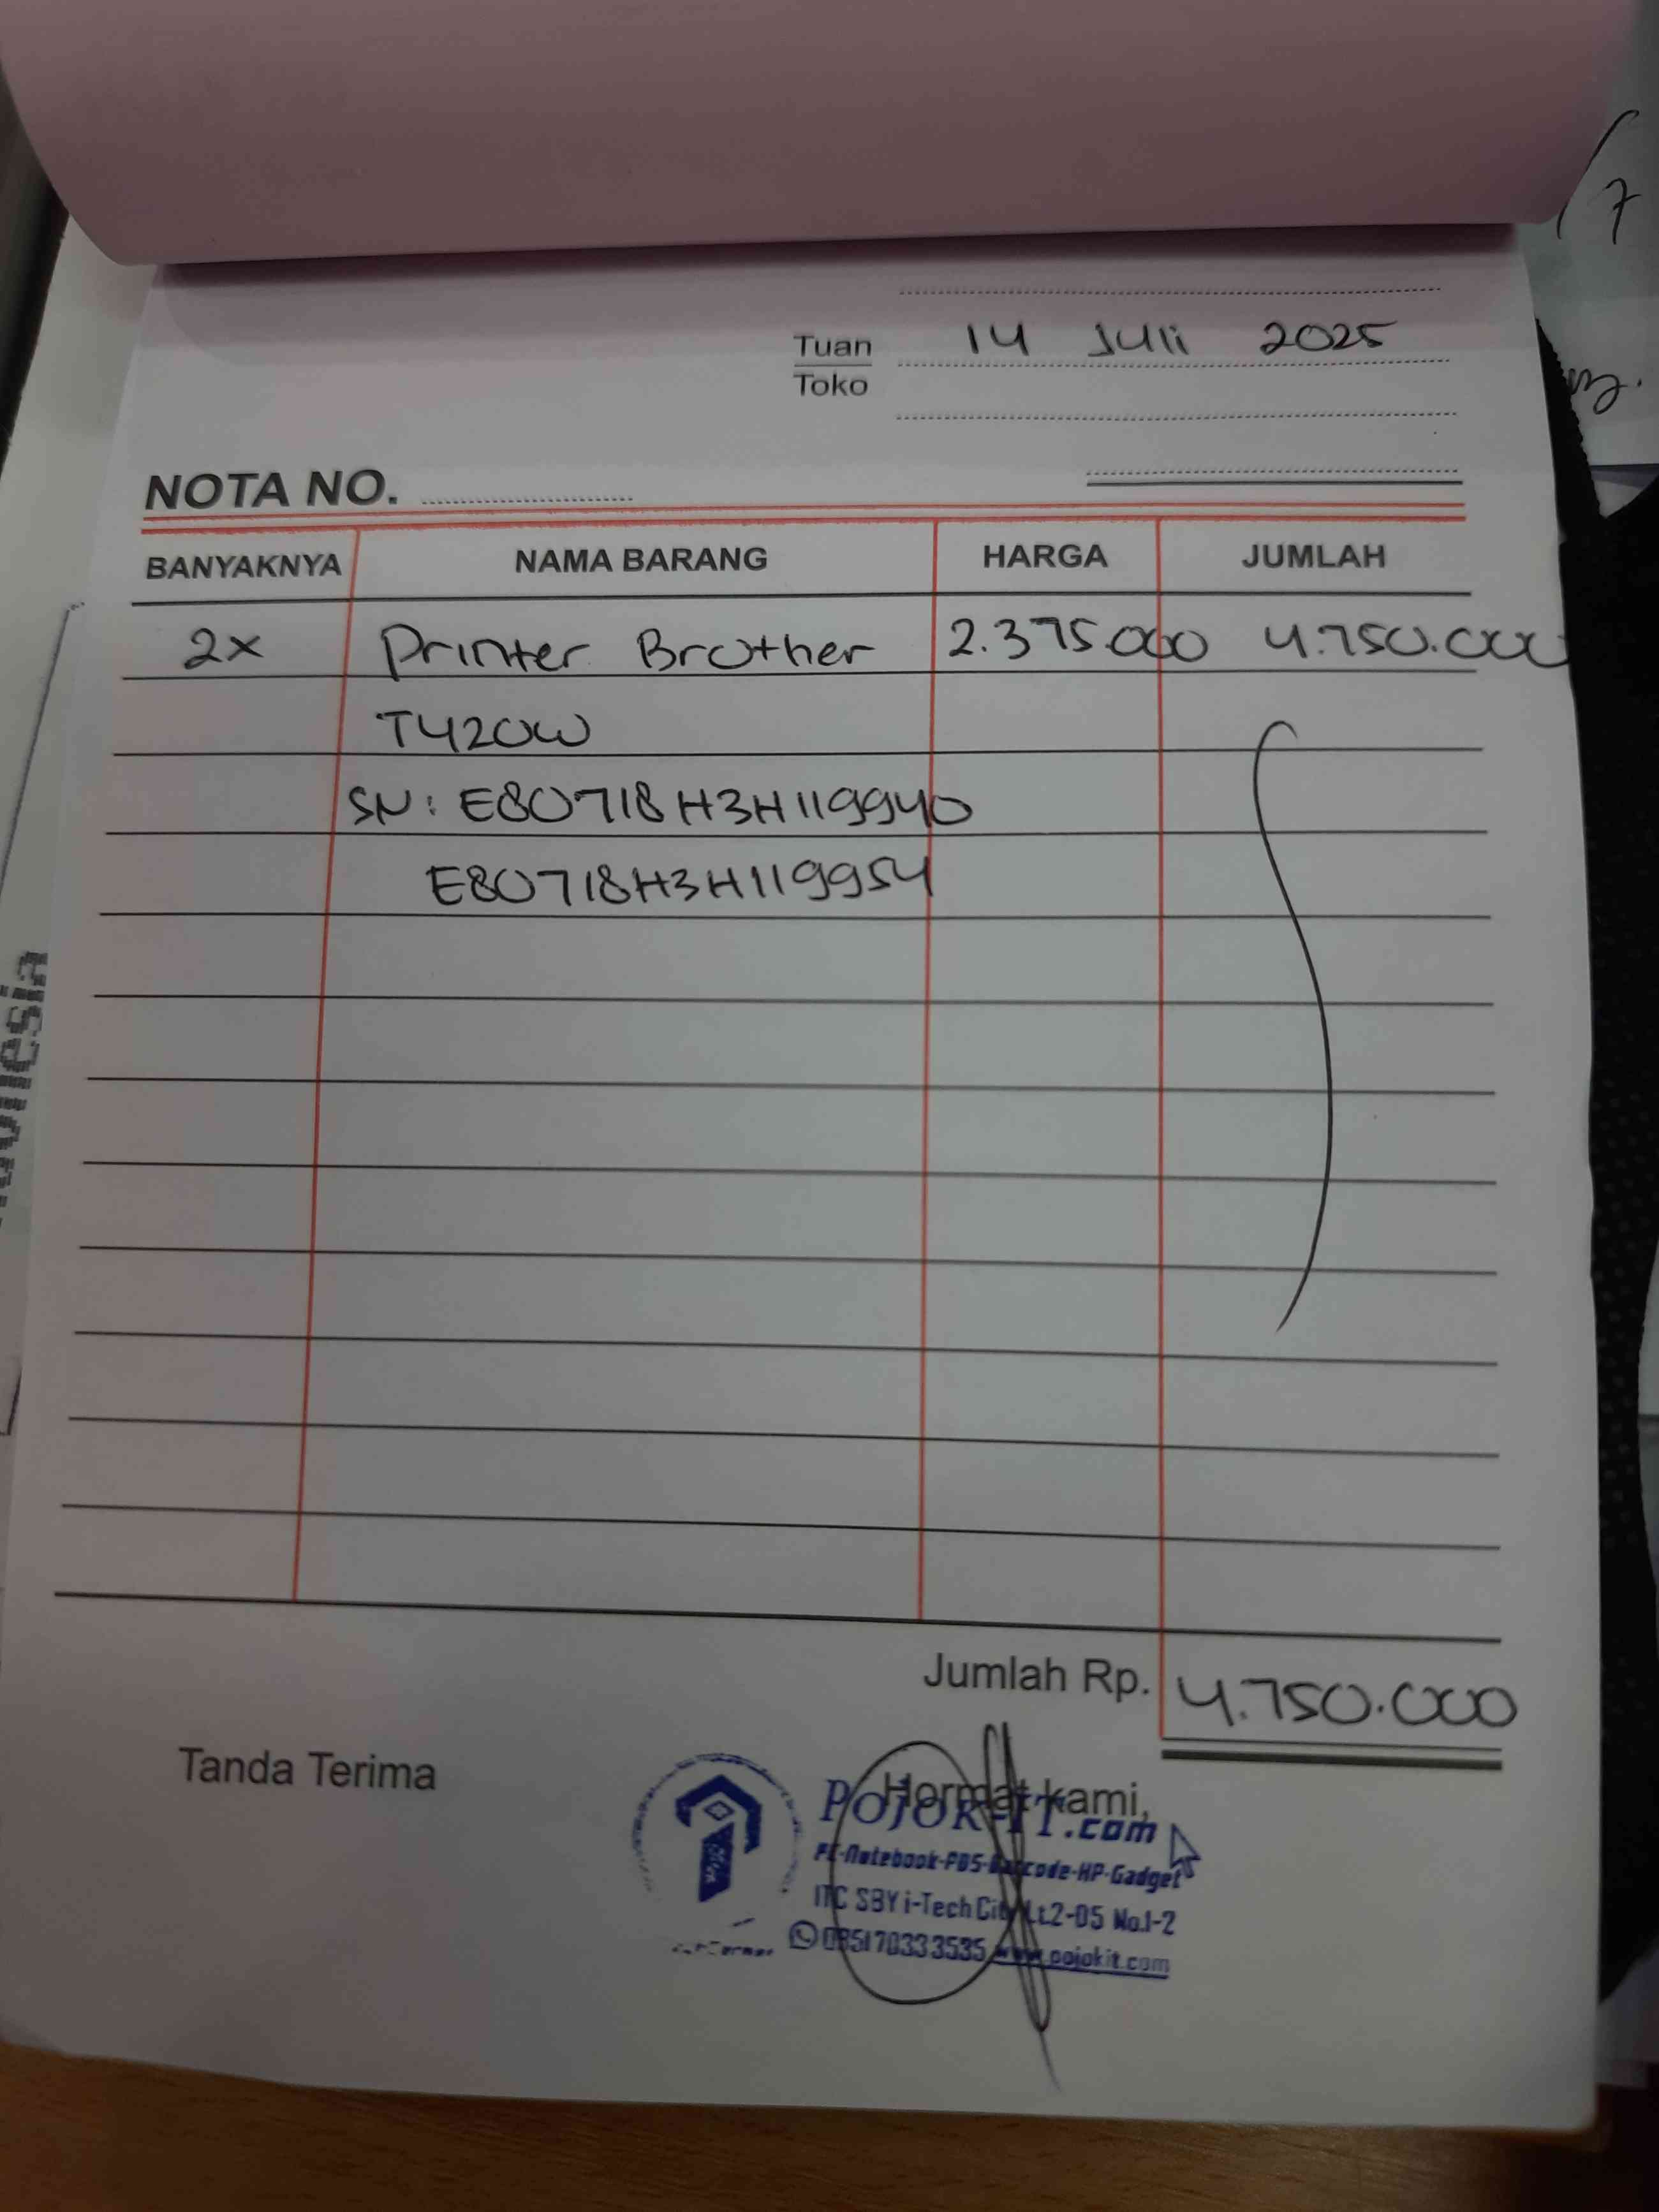 Tuan 14 Juli 2025
Toko
NOTA NO.
BANYAKNYA NAMA BARANG HARGA JUMLAH
2x Printer Brother 2.375.000 4.750.000
T420W
SN: E80718H3H119940
E80718H3H119954
Jumlah Rp. 4.750.000
Tanda Terima
Hormat kami,
POJOK-IT.com
PC-Notebook-POS-Barcode-HP-Gadget
ITC SBY i-Tech City Lt.2-05 No.1-2
085170333535 www.pojokit.com